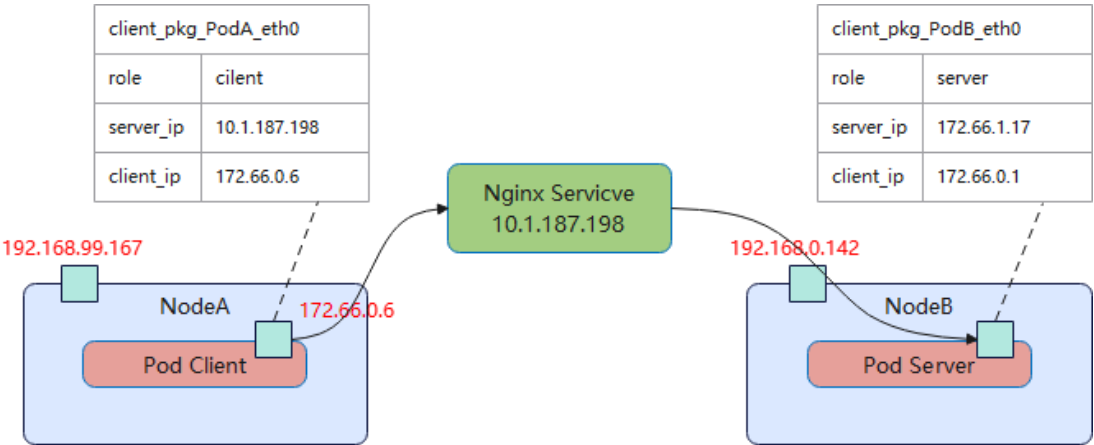 client_pkg_PodA_eth0
role cilent
server_ip 10.1.187.198
client_ip 172.66.0.6
client_pkg_PodB_eth0
role server
server_ip 172.66.1.17
client_ip 172.66.0.1
Nginx Servicve
10.1.187.198
192.168.99.167
NodeA
172.66.0.6
Pod Client
192.168.0.142
NodeB
Pod Server